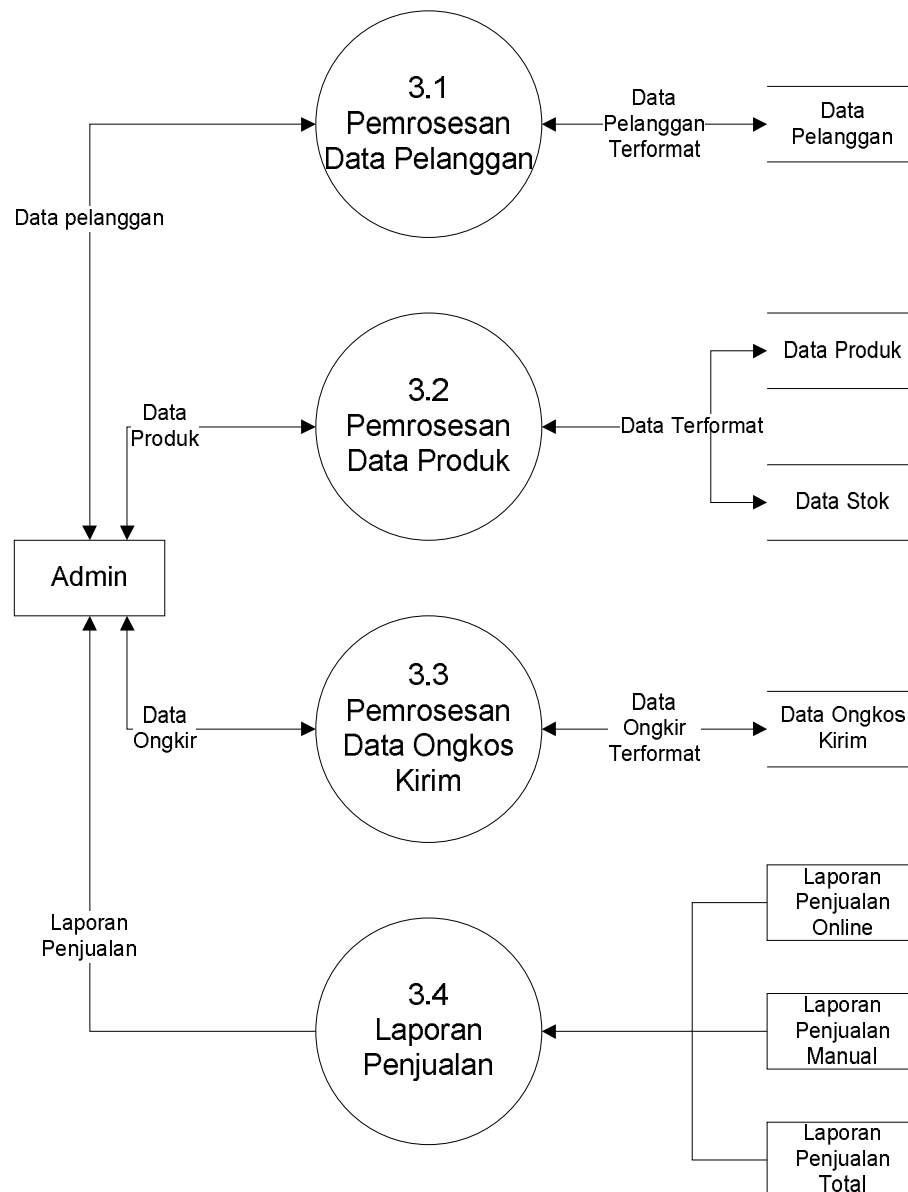 3.1
Pemrosesan
Data Pelanggan
Data
Pelanggan
Terformat
Data
Pelanggan
Data pelanggan
3.2
Pemrosesan
Data Produk
Data
Produk
Data Terformat
Data Produk
Data Stok
Admin
3.3
Pemrosesan
Data Ongkos
Kirim
Data
Ongkir
Data
Ongkir
Terformat
Data Ongkos
Kirim
Laporan
Penjualan
3.4
Laporan
Penjualan
Laporan
Penjualan
Online
Laporan
Penjualan
Manual
Laporan
Penjualan
Total